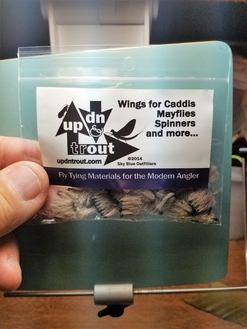 up dn
& trout
updntrout.com
Wings for Caddis
Mayflies
Spinners
and more...
©2014
Sky Blue Outfitters
Fly Tying Materials for the Modern Angler